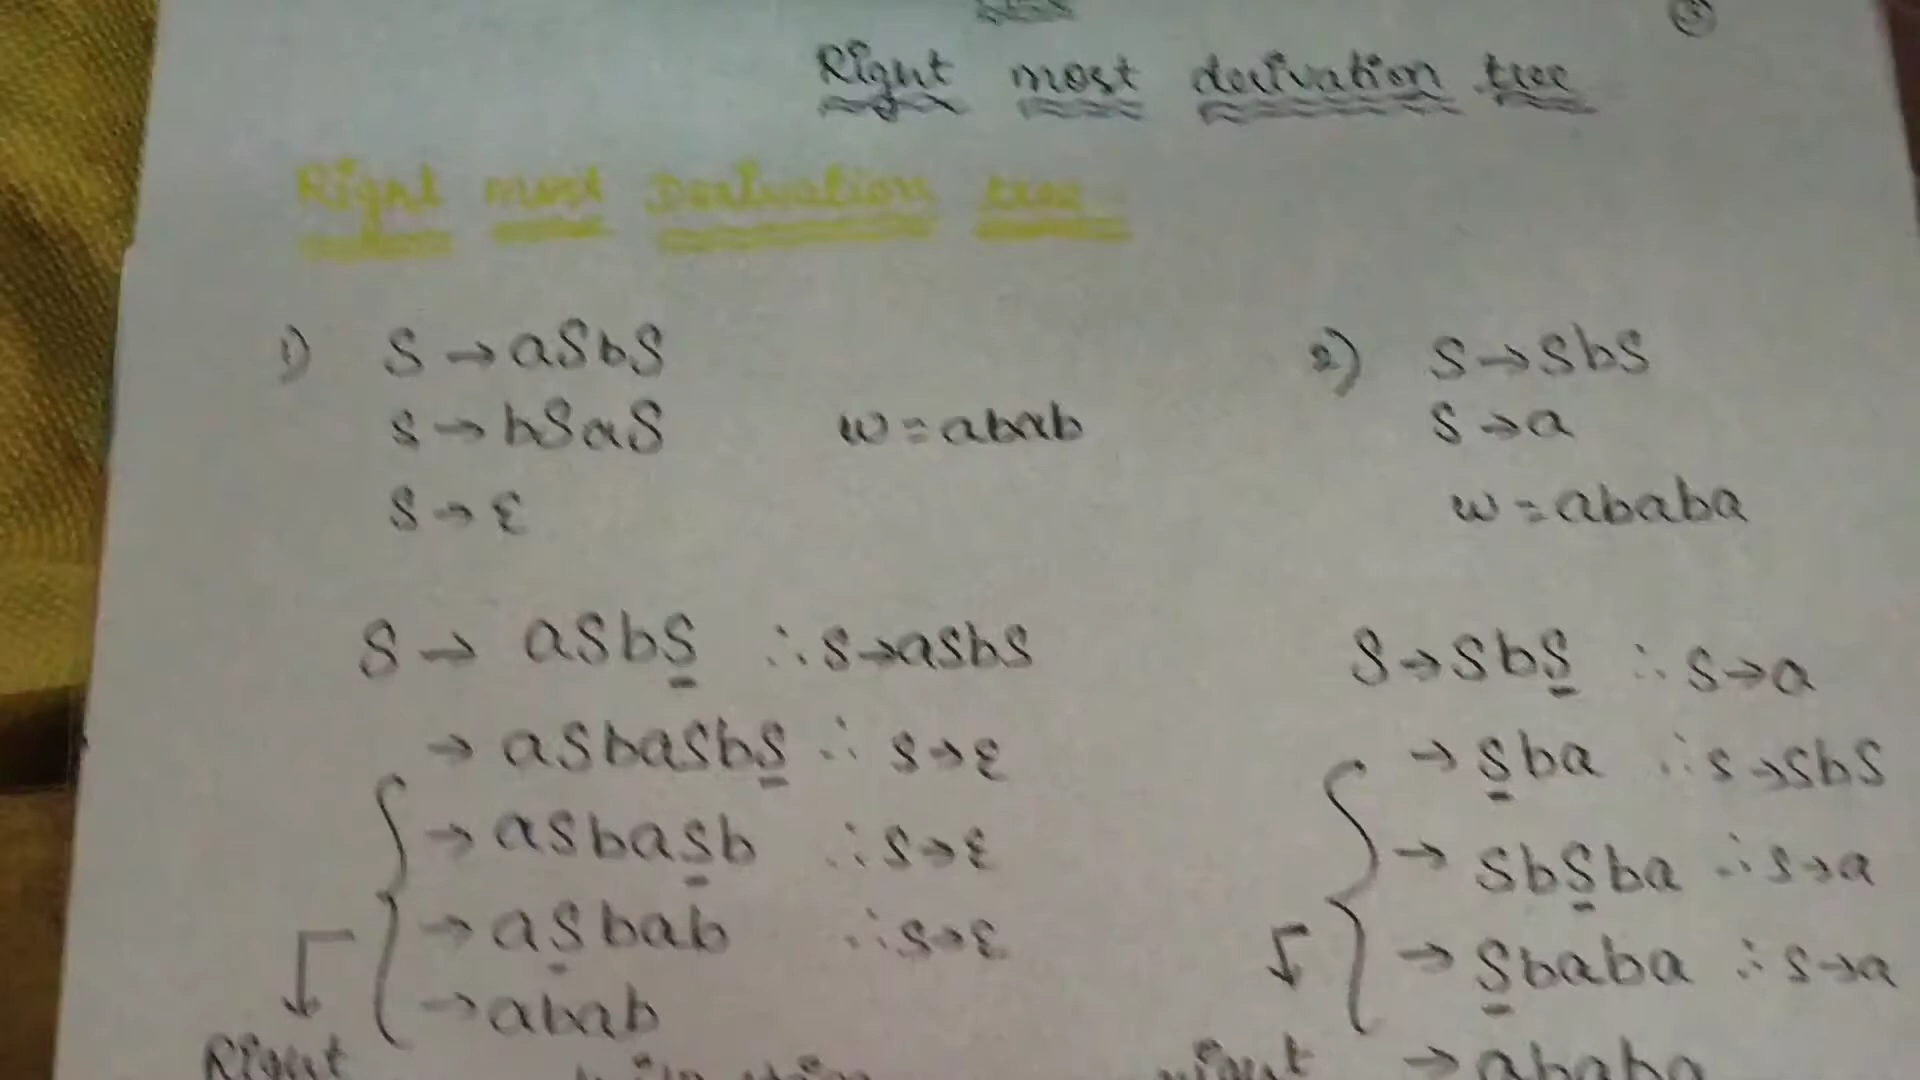 Right most derivation tree
Right most Derivation tree
1) S → aSbS
S → bSaS
w = abab
S → ε
S → aSbS ∴ S → aSbS
→ aSbaSbS ∴ S → ε
→ aSbaSb ∴ S → ε
→ aSbab ∴ S → ε
→ abab
Right
2) S → SbS
S → a
w = ababa
S → SbS ∴ S → a
→ Sba ∴ S → SbS
→ SbSba ∴ S → a
→ Sbaba ∴ S → a
right → ababa